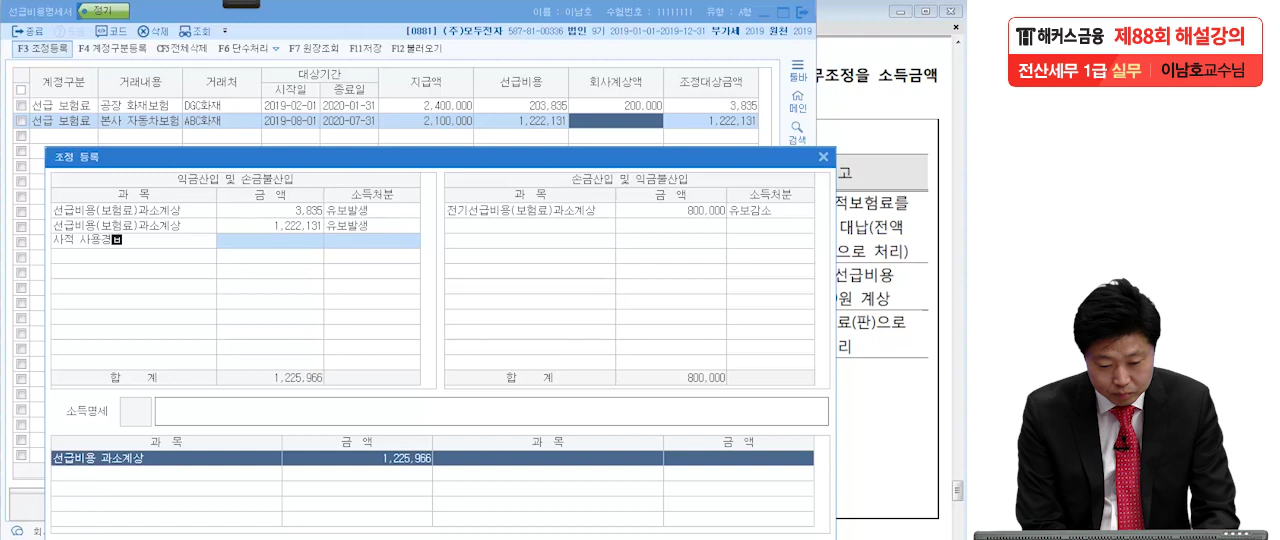 선급비용명세서
정기
이름 : 이남호 수험번호 : 11111111 유형 : A형
종료 코드 삭제 조회
[0881] (주)모두전자 587-81-00336 법인 9기 2019-01-01~2019-12-31 부가세 2019 원천 2019
F3 조정등록 F4 계정구분등록 CF5전체삭제 F6 단수처리 F7 원장조회 F11저장 F12 불러오기
계정구분 거래내용 거래처 대상기간 지급액 선급비용 회사계상액 조정대상금액
시작일 종료일
선급 보험료 공장 화재보험 DGC화재 2019-02-01 2020-01-31 2,400,000 203,835 200,000 3,835
선급 보험료 본사 자동차보험 ABC화재 2019-08-01 2020-07-31 2,100,000 1,222,131 1,222,131
툴바
메인
검색
무조정을 소득금액
고
적보험료를
대납(전액
으로 처리)
선급비용
원 계상
료(판)으로
리
조정 등록
익금산입 및 손금불산입 손금산입 및 익금불산입
과 목 금 액 소득처분 과 목 금 액 소득처분
선급비용(보험료)과소계상 3,835 유보발생 전기선급비용(보험료)과소계상 800,000 유보감소
선급비용(보험료)과소계상 1,222,131 유보발생
사적 사용경비
합 계 1,225,966 합 계 800,000
소득명세
과 목 금 액 과 목 금 액
선급비용 과소계상 1,225,966
해커스금융 제88회 해설강의
전산세무 1급 실무 이남호교수님